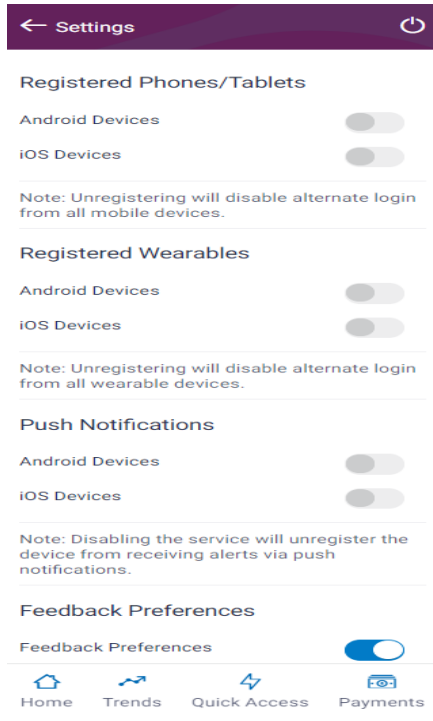 Settings
Registered Phones/Tablets
Android Devices
iOS Devices
Note: Unregistering will disable alternate login
from all mobile devices.
Registered Wearables
Android Devices
iOS Devices
Note: Unregistering will disable alternate login
from all wearable devices.
Push Notifications
Android Devices
iOS Devices
Note: Disabling the service will unregister the
device from receiving alerts via push
notifications.
Feedback Preferences
Feedback Preferences
Home Trends Quick Access Payments